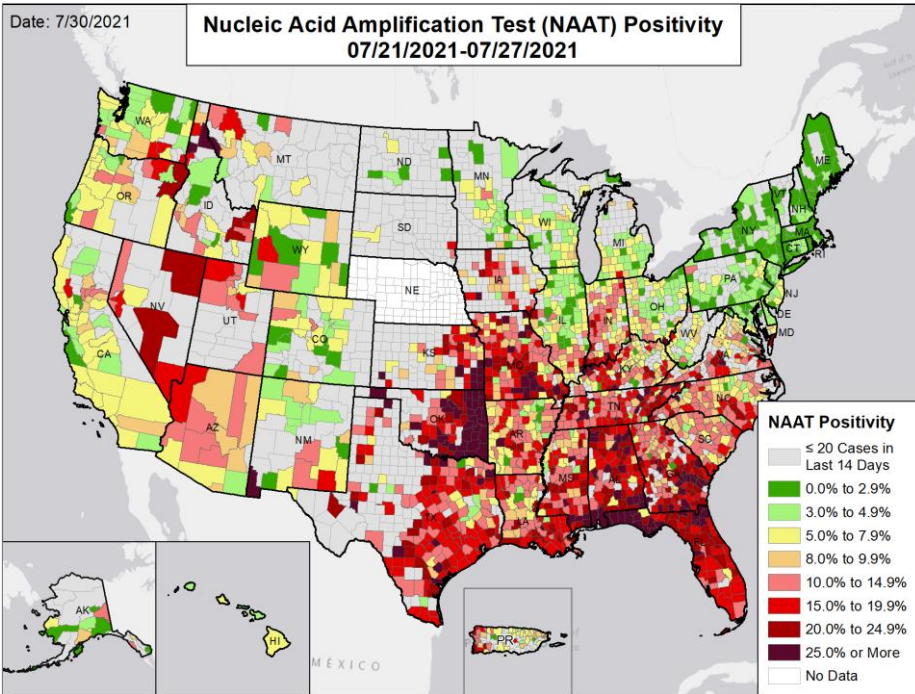 Date: 7/30/2021
Nucleic Acid Amplification Test (NAAT) Positivity
07/21/2021-07/27/2021
WA
MT
ND
MN
ME
OR
ID
WY
SD
WI
MI
VT
NH
NY
MA
CT
RI
NV
UT
CO
NE
IA
IL
IN
OH
PA
NJ
DE
MD
WV
VA
CA
AZ
NM
KS
MO
KY
OK
AR
TN
NC
SC
TX
LA
MS
AL
GA
FL
AK
HI
PR
MÉXICO
NAAT Positivity
≤ 20 Cases in
Last 14 Days
0.0% to 2.9%
3.0% to 4.9%
5.0% to 7.9%
8.0% to 9.9%
10.0% to 14.9%
15.0% to 19.9%
20.0% to 24.9%
25.0% or More
No Data